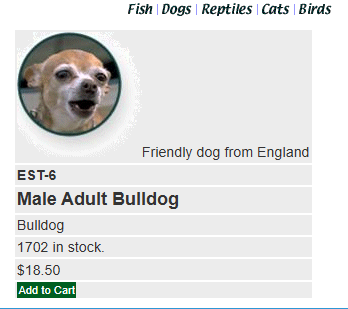 Fish | Dogs | Reptiles | Cats | Birds
Friendly dog from England
EST-6
Male Adult Bulldog
Bulldog
1702 in stock.
$18.50
Add to Cart